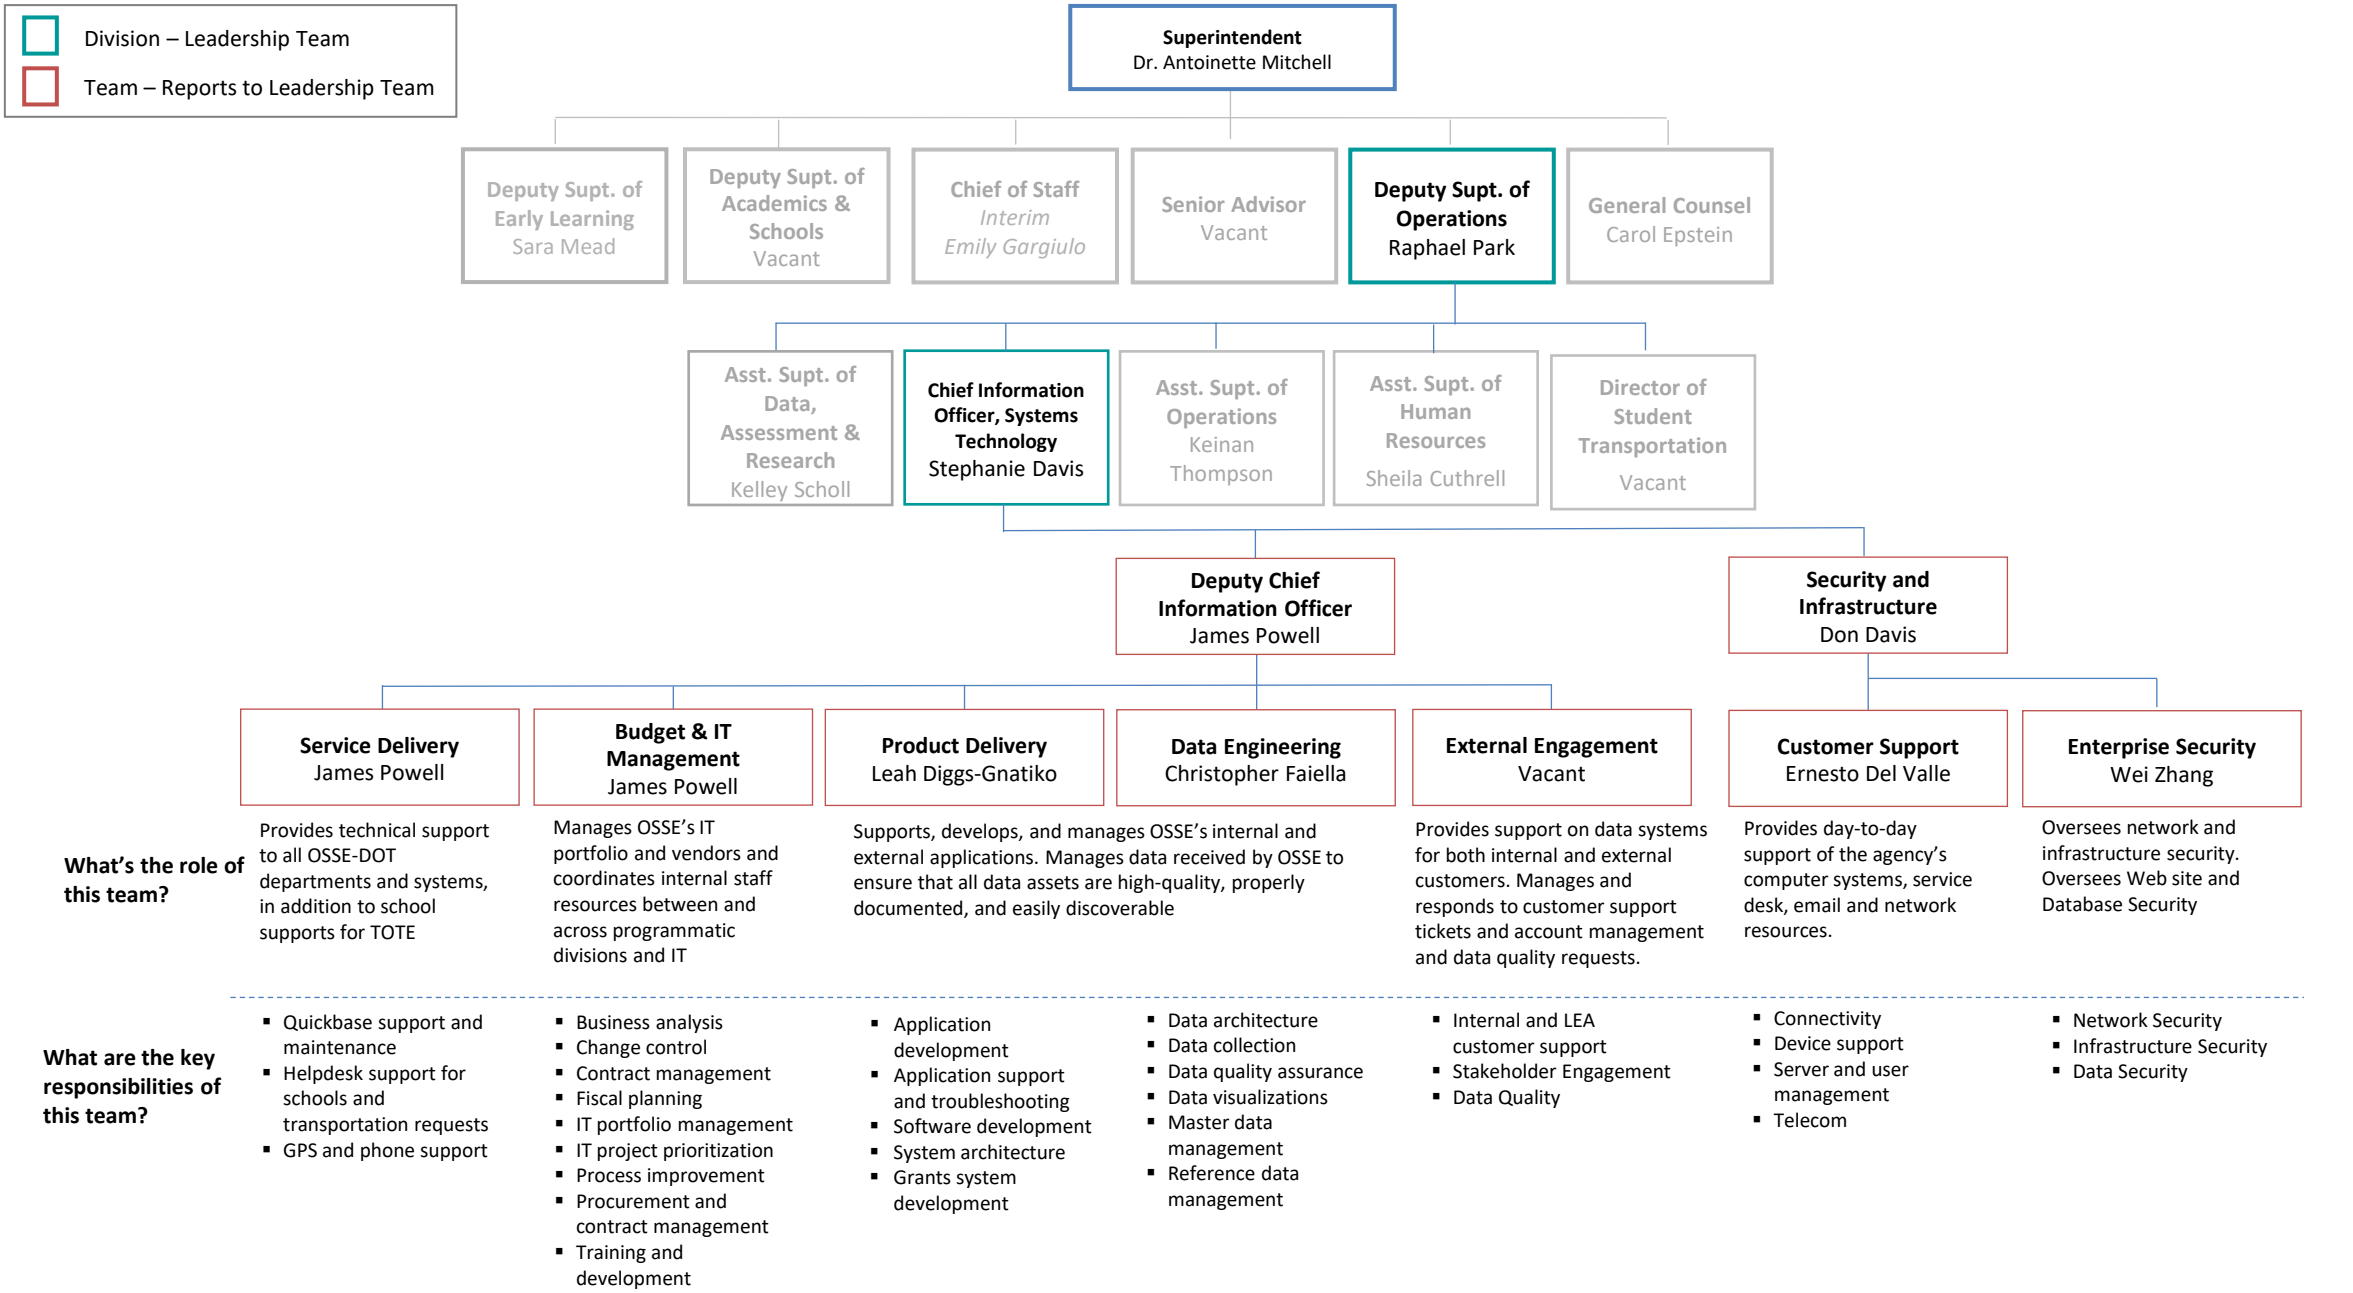 Division – Leadership Team
Team – Reports to Leadership Team
Superintendent
Dr. Antoinette Mitchell
Deputy Supt. of
Early Learning
Sara Mead
Deputy Supt. of
Academics &
Schools
Vacant
Chief of Staff
Interim
Emily Gargiulo
Senior Advisor
Vacant
Deputy Supt. of
Operations
Raphael Park
General Counsel
Carol Epstein
Asst. Supt. of
Data,
Assessment &
Research
Kelley Scholl
Chief Information
Officer, Systems
Technology
Stephanie Davis
Asst. Supt. of
Operations
Keinan
Thompson
Asst. Supt. of
Human
Resources
Sheila Cuthrell
Director of
Student
Transportation
Vacant
Deputy Chief
Information Officer
James Powell
Security and
Infrastructure
Don Davis
Service Delivery
James Powell
Budget & IT
Management
James Powell
Product Delivery
Leah Diggs-Gnatiko
Data Engineering
Christopher Faiella
External Engagement
Vacant
Customer Support
Ernesto Del Valle
Enterprise Security
Wei Zhang
What's the role of
this team?
Provides technical support
to all OSSE-DOT
departments and systems,
in addition to school
supports for TOTE
Manages OSSE's IT
portfolio and vendors and
coordinates internal staff
resources between and
across programmatic
divisions and IT
Supports, develops, and manages OSSE's internal and
external applications. Manages data received by OSSE to
ensure that all data assets are high-quality, properly
documented, and easily discoverable
Provides support on data systems
for both internal and external
customers. Manages and
responds to customer support
tickets and account management
and data quality requests.
Provides day-to-day
support of the agency's
computer systems, service
desk, email and network
resources.
Oversees network and
infrastructure security.
Oversees Web site and
Database Security
What are the key
responsibilities of
this team?
▪ Quickbase support and
maintenance
▪ Helpdesk support for
schools and
transportation requests
▪ GPS and phone support
▪ Business analysis
▪ Change control
▪ Contract management
▪ Fiscal planning
▪ IT portfolio management
▪ IT project prioritization
▪ Process improvement
▪ Procurement and
contract management
▪ Training and
development
▪ Application
development
▪ Application support
and troubleshooting
▪ Software development
▪ System architecture
▪ Grants system
development
▪ Data architecture
▪ Data collection
▪ Data quality assurance
▪ Data visualizations
▪ Master data
management
▪ Reference data
management
▪ Internal and LEA
customer support
▪ Stakeholder Engagement
▪ Data Quality
▪ Connectivity
▪ Device support
▪ Server and user
management
▪ Telecom
▪ Network Security
▪ Infrastructure Security
▪ Data Security